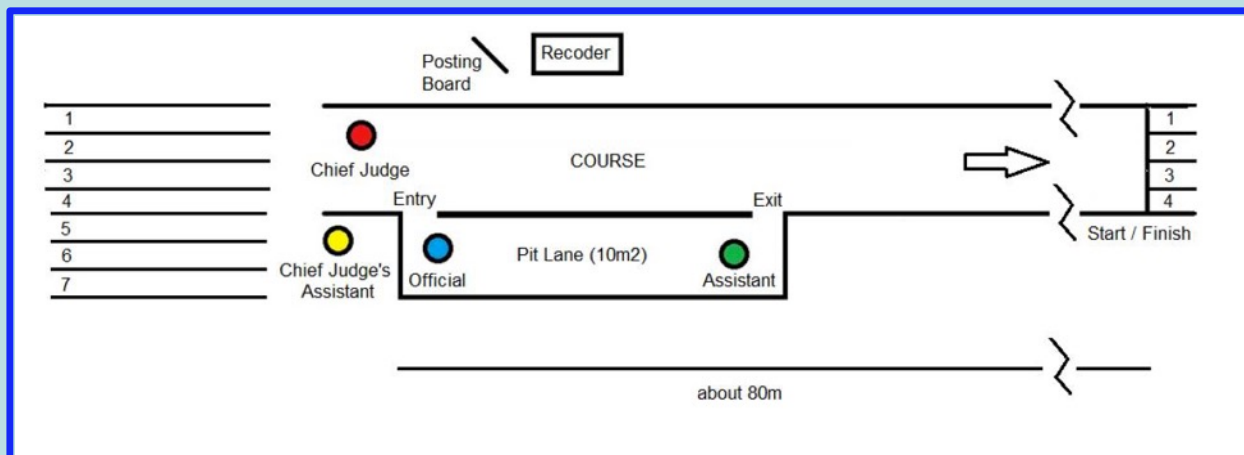 Posting
Board
Recoder
1
2
3
4
5
6
7
Chief Judge
COURSE
1
2
3
4
Entry
Exit
Start / Finish
Chief Judge's
Assistant
Official
Pit Lane (10m2)
Assistant
about 80m